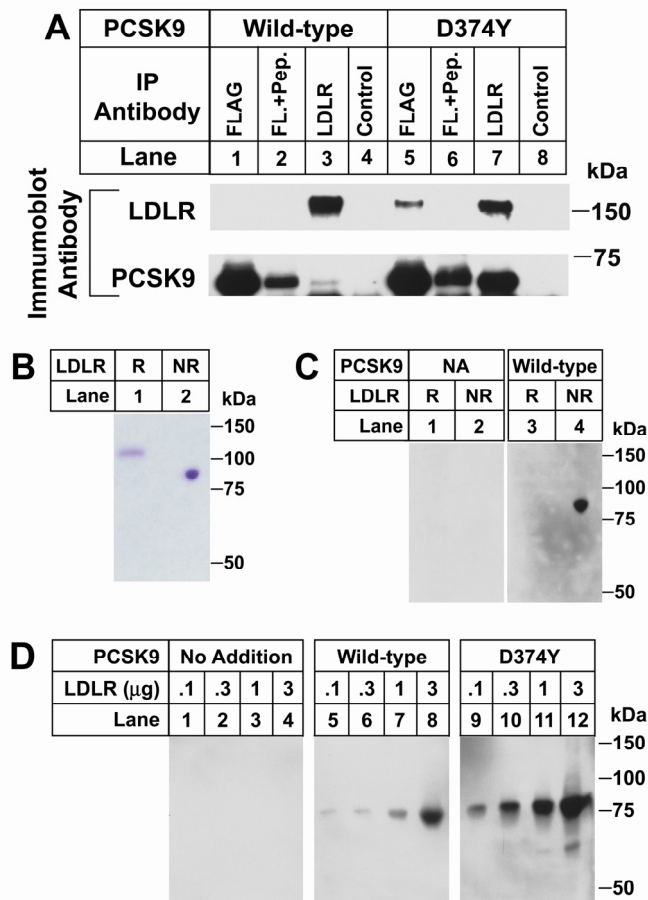 A
PCSK9 Wild-type D374Y
IP Antibody FLAG FL.+Pep. LDLR Control FLAG FL.+Pep. LDLR Control
Lane 1 2 3 4 5 6 7 8
kDa
Immumoblot Antibody
LDLR
–150
–75
PCSK9
B
LDLR R NR
Lane 1 2
kDa
–150
–100
–75
–50
C
PCSK9 NA Wild-type
LDLR R NR R NR
Lane 1 2 3 4
kDa
–150
–100
–75
–50
D
PCSK9 No Addition Wild-type D374Y
LDLR (µg) .1 .3 1 3 .1 .3 1 3 .1 .3 1 3
Lane 1 2 3 4 5 6 7 8 9 10 11 12
kDa
–150
–100
–75
–50